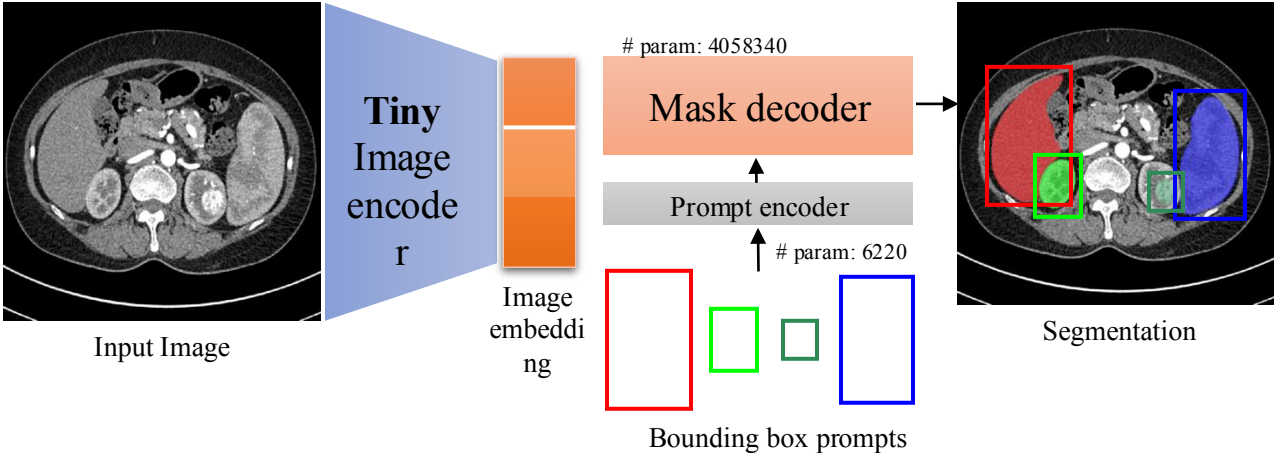 Input Image
Tiny
Image
encode
r
Image
embeddi
ng
# param: 4058340
Mask decoder
Prompt encoder
# param: 6220
Bounding box prompts
Segmentation